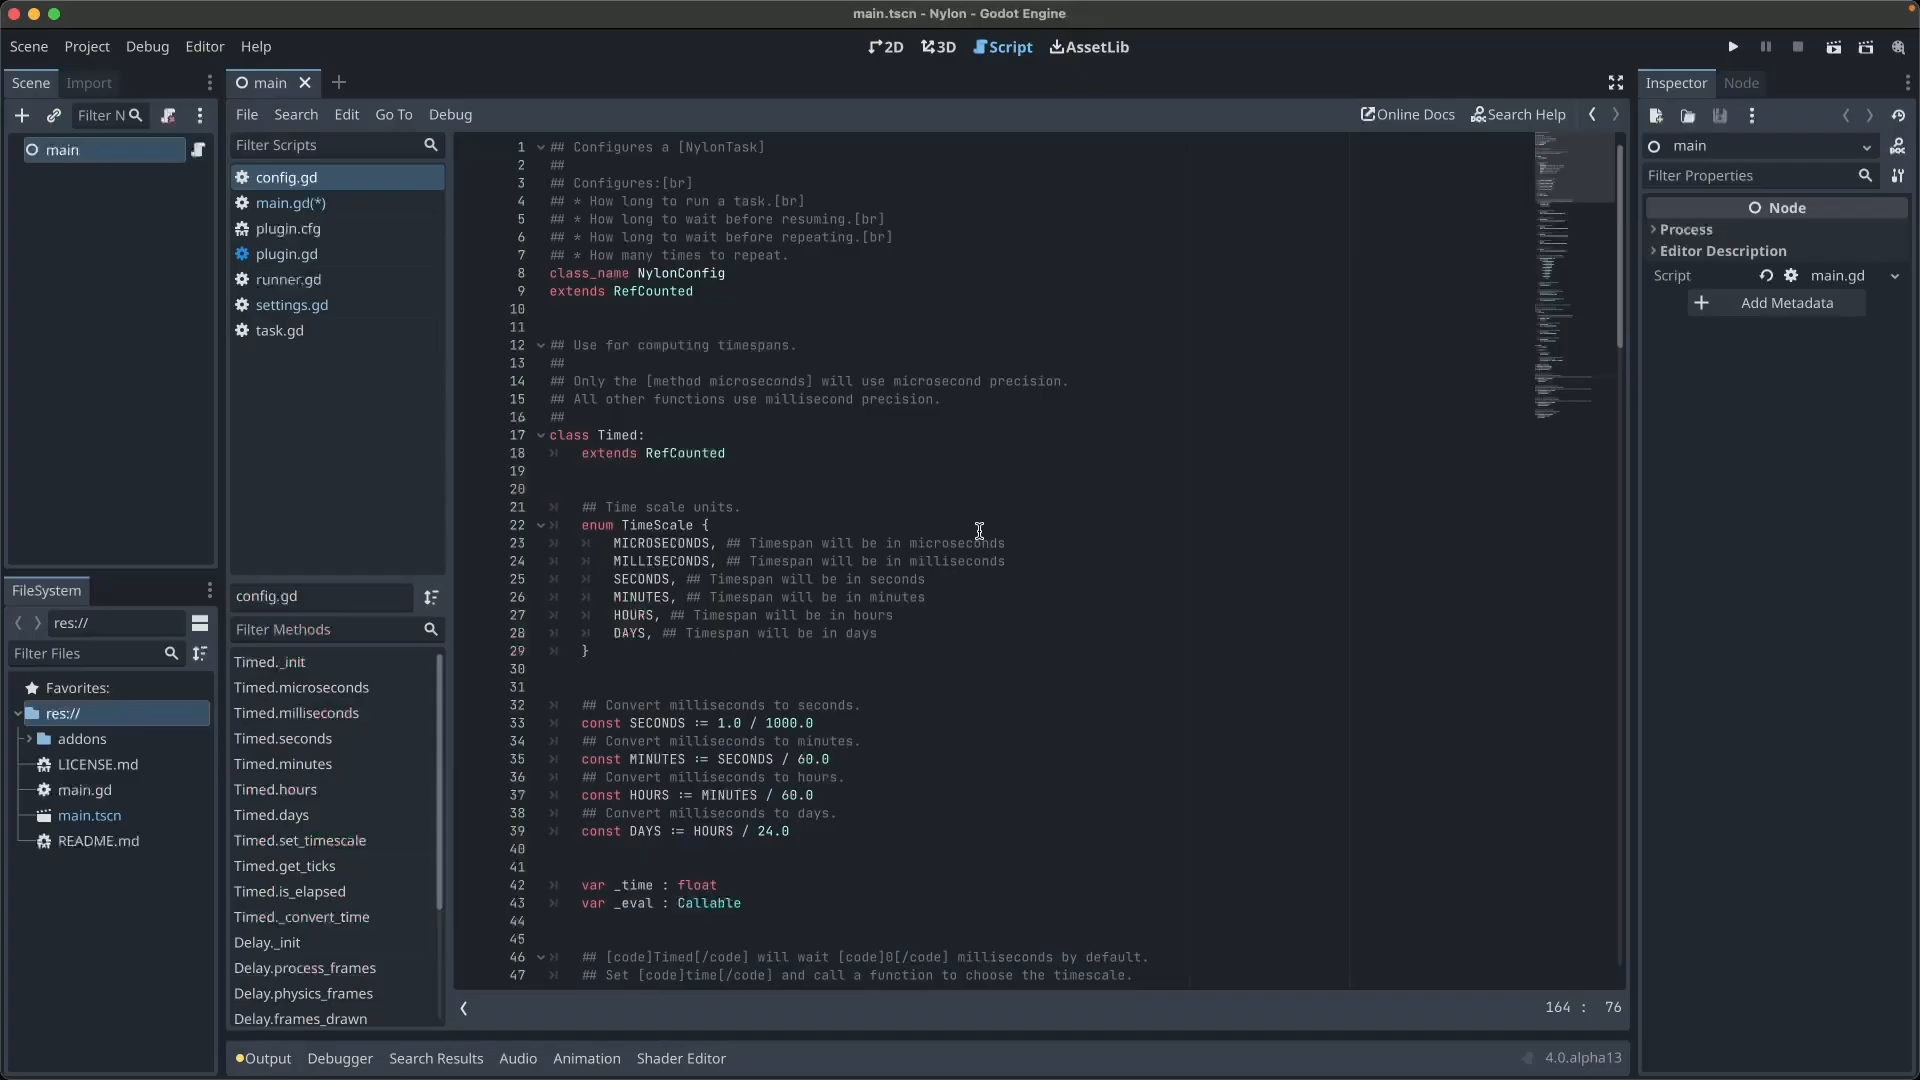 main.tscn - Nylon - Godot Engine
Scene Project Debug Editor Help
2D 3D Script AssetLib
Scene Import
Filter N
main
main
File Search Edit Go To Debug
Online Docs Search Help
Filter Scripts
config.gd
main.gd(*)
plugin.cfg
plugin.gd
runner.gd
settings.gd
task.gd
config.gd
Filter Methods
Timed._init
Timed.microseconds
Timed.milliseconds
Timed.seconds
Timed.minutes
Timed.hours
Timed.days
Timed.set_timescale
Timed.get_ticks
Timed.is_elapsed
Timed._convert_time
Delay._init
Delay.process_frames
Delay.physics_frames
Delay.frames_drawn
FileSystem
res://
Filter Files
Favorites:
res://
addons
LICENSE.md
main.gd
main.tscn
README.md
1 ## Configures a [NylonTask]
2 ##
3 ## Configures:[br]
4 ## * How long to run a task.[br]
5 ## * How long to wait before resuming.[br]
6 ## * How long to wait before repeating.[br]
7 ## * How many times to repeat.
8 class_name NylonConfig
9 extends RefCounted
10
11
12 ## Use for computing timespans.
13 ##
14 ## Only the [method microseconds] will use microsecond precision.
15 ## All other functions use millisecond precision.
16 ##
17 class Timed:
18 extends RefCounted
19
20
21 ## Time scale units.
22 enum TimeScale {
23 MICROSECONDS, ## Timespan will be in microseconds
24 MILLISECONDS, ## Timespan will be in milliseconds
25 SECONDS, ## Timespan will be in seconds
26 MINUTES, ## Timespan will be in minutes
27 HOURS, ## Timespan will be in hours
28 DAYS, ## Timespan will be in days
29 }
30
31
32 ## Convert milliseconds to seconds.
33 const SECONDS := 1.0 / 1000.0
34 ## Convert milliseconds to minutes.
35 const MINUTES := SECONDS / 60.0
36 ## Convert milliseconds to hours.
37 const HOURS := MINUTES / 60.0
38 ## Convert milliseconds to days.
39 const DAYS := HOURS / 24.0
40
41
42 var _time : float
43 var _eval : Callable
44
45
46 ## [code]Timed[/code] will wait [code]0[/code] milliseconds by default.
47 ## Set [code]time[/code] and call a function to choose the timescale.
164 : 76
Output Debugger Search Results Audio Animation Shader Editor
4.0.alpha13
Inspector Node
main
Filter Properties
Node
Process
Editor Description
Script main.gd
Add Metadata